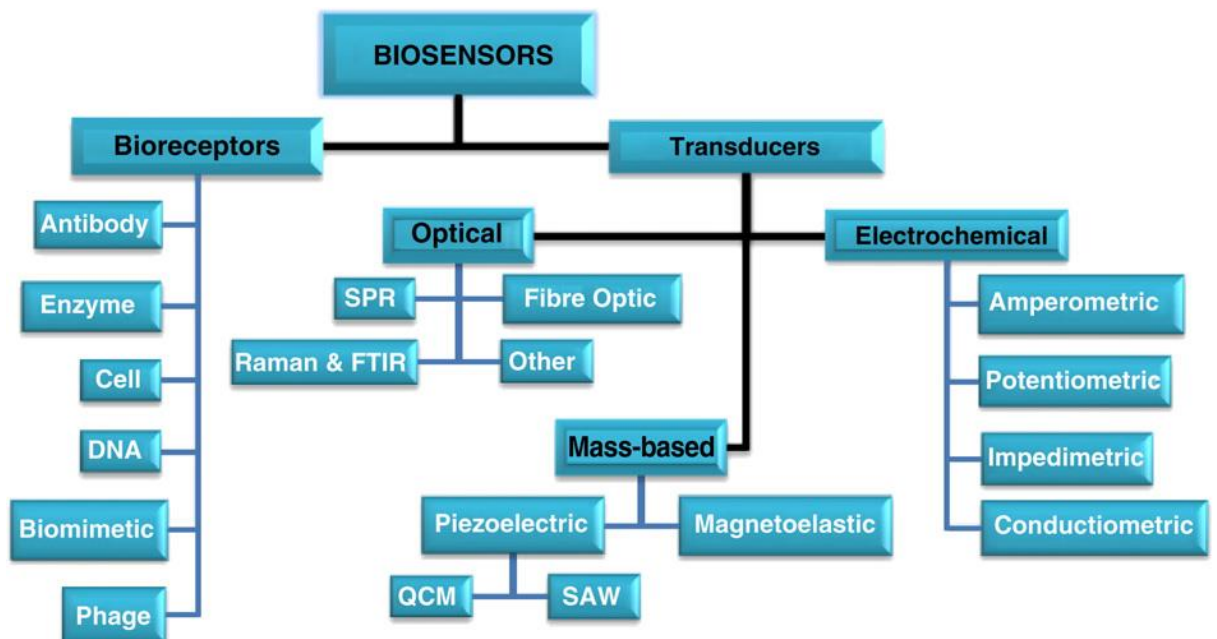 BIOSENSORS
Bioreceptors
Transducers
Antibody
Enzyme
Cell
DNA
Biomimetic
Phage
Optical
SPR
Fibre Optic
Raman & FTIR
Other
Electrochemical
Amperometric
Potentiometric
Impedimetric
Conductiometric
Mass-based
Piezoelectric
Magnetoelastic
QCM
SAW